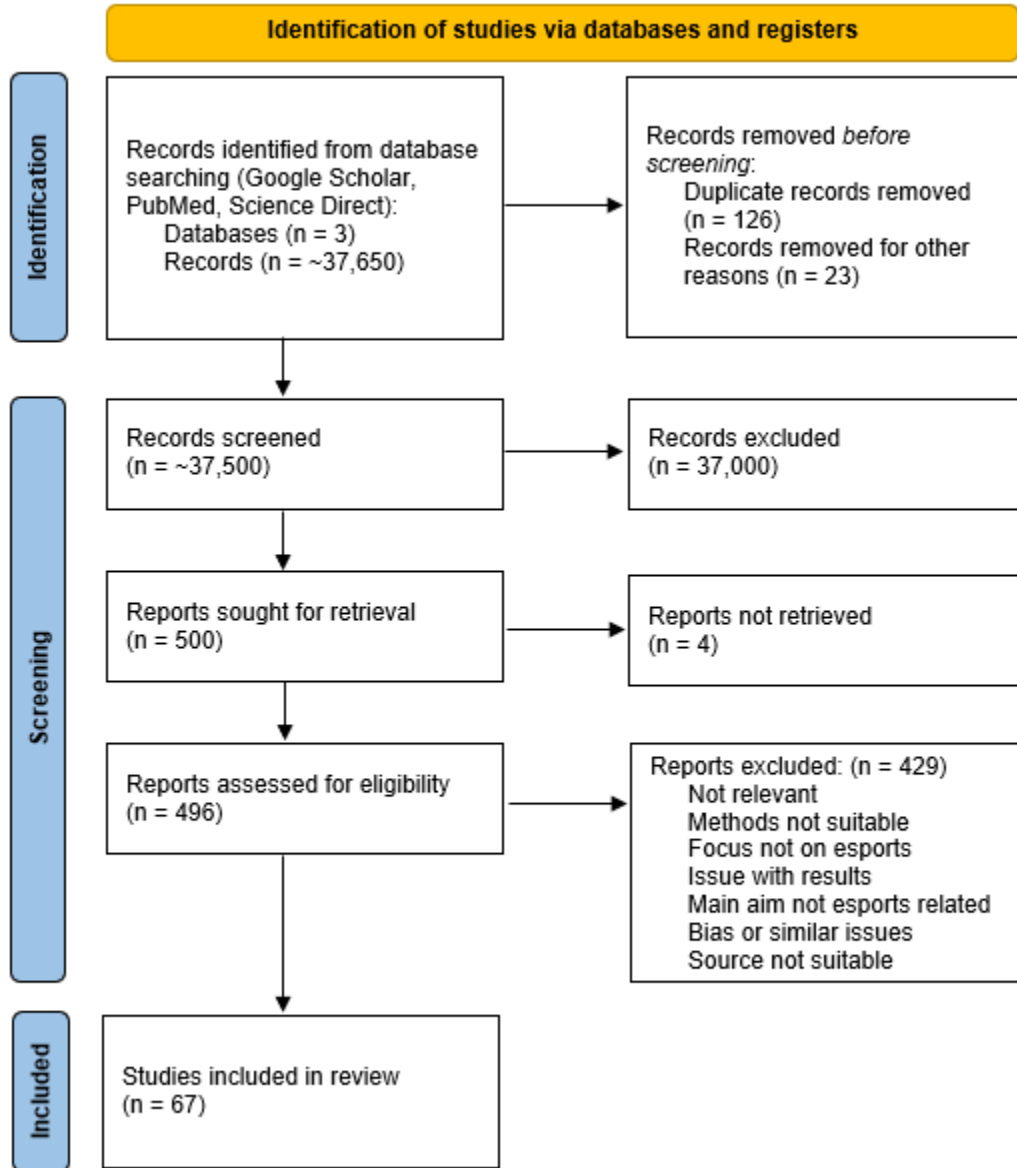 Identification of studies via databases and registers
Identification
Records identified from database
searching (Google Scholar,
PubMed, Science Direct):
Databases (n = 3)
Records (n = ~37,650)
Records removed before
screening:
Duplicate records removed
(n = 126)
Records removed for other
reasons (n = 23)
Screening
Records screened
(n = ~37,500)
Records excluded
(n = 37,000)
Reports sought for retrieval
(n = 500)
Reports not retrieved
(n = 4)
Reports assessed for eligibility
(n = 496)
Reports excluded: (n = 429)
Not relevant
Methods not suitable
Focus not on esports
Issue with results
Main aim not esports related
Bias or similar issues
Source not suitable
Included
Studies included in review
(n = 67)